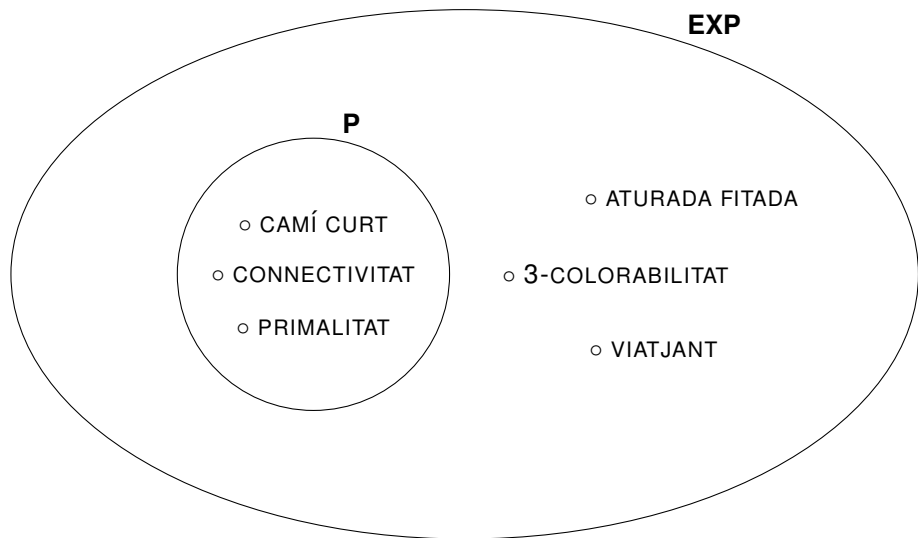 EXP
P
ATURADA FITADA
CAMÍ CURT
CONNECTIVITAT
3-COLORABILITAT
PRIMALITAT
VIATJANT